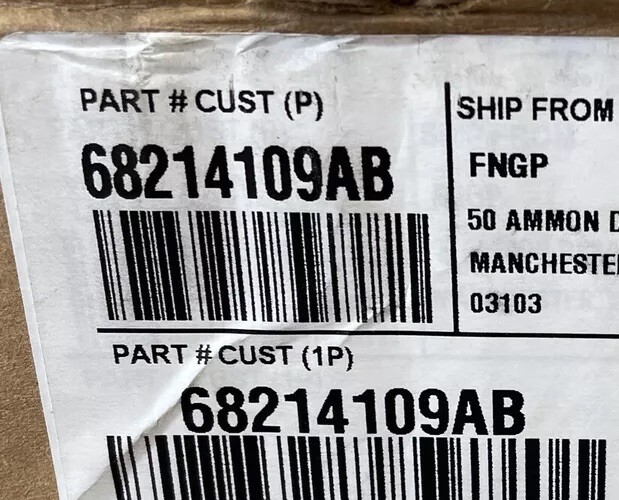 PART # CUST (P)
68214109AB
SHIP FROM
FNGP
50 AMMON
MANCHESTE
03103
PART # CUST (1P)
68214109AB